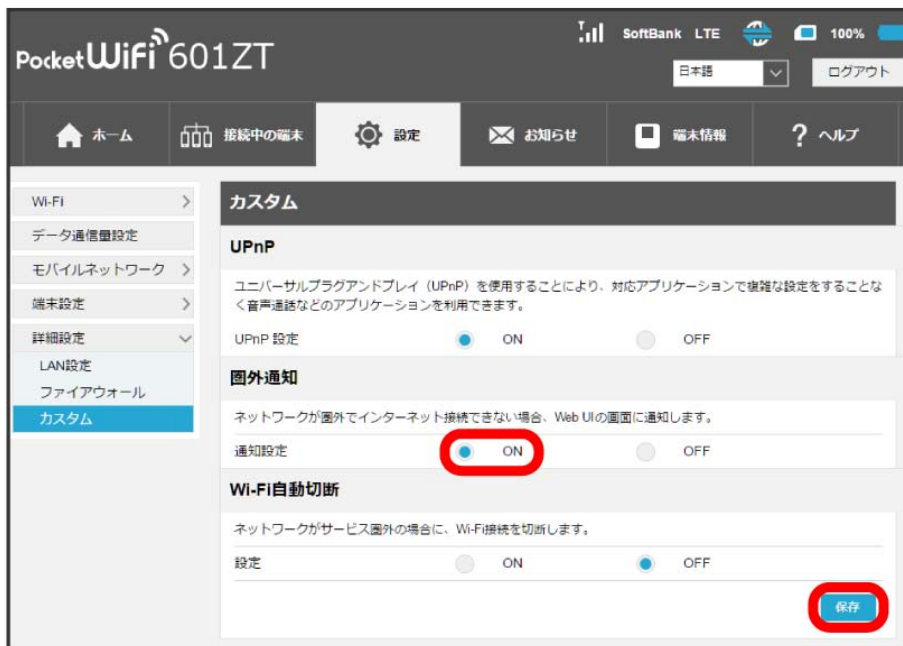 SoftBank LTE 100%
Pocket WiFi 601ZT
日本語 ログアウト
ホーム 接続中の端末 設定 お知らせ 端末情報 ? ヘルプ
Wi-Fi
データ通信量設定
モバイルネットワーク
端末設定
詳細設定
LAN設定
ファイアウォール
カスタム
カスタム
UPnP
ユニバーサルプラグアンドプレイ（UPnP）を使用することにより、対応アプリケーションで複雑な設定をすることな
く音声通話などのアプリケーションを利用できます。
UPnP 設定 ON OFF
圏外通知
ネットワークが圏外でインターネット接続できない場合、Web UIの画面に通知します。
通知設定 ON OFF
Wi-Fi自動切断
ネットワークがサービス圏外の場合に、Wi-Fi接続を切断します。
設定 ON OFF
保存